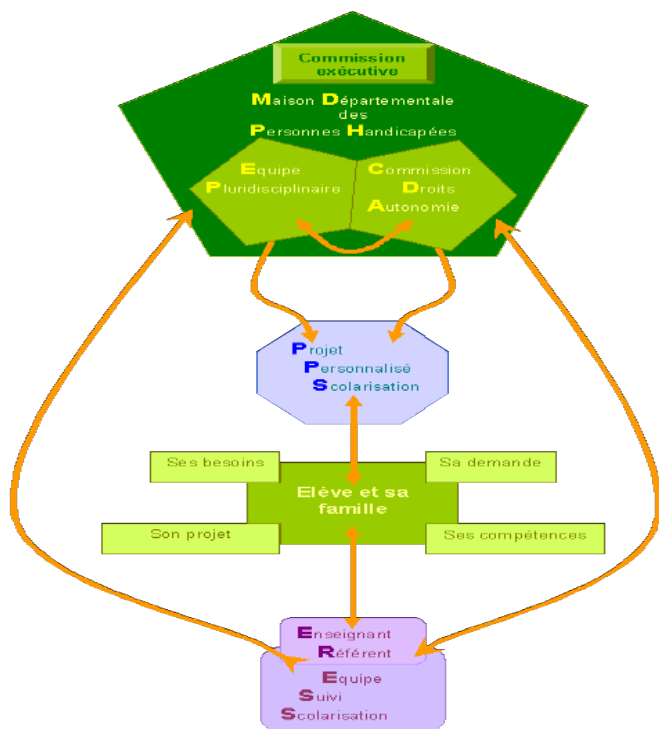 Commission
exécutive
Maison Départementale
des
Personnes Handicapées
Equipe
Pluridisciplinaire
Commission
Droits
Autonomie
Projet
Personnalisé
Scolarisation
Ses besoins
Sa demande
Elève et sa
famille
Son projet
Ses compétences
Enseignant
Référent
Equipe
Suivi
Scolarisation